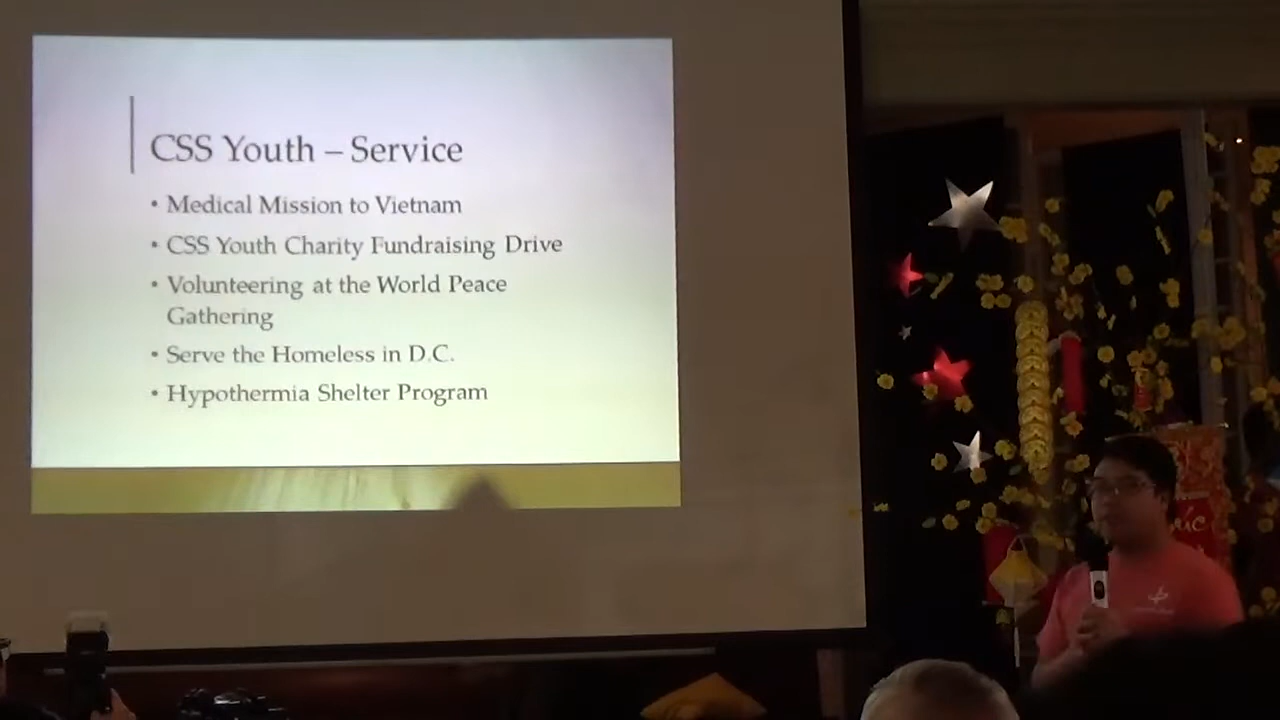 CSS Youth – Service
• Medical Mission to Vietnam
• CSS Youth Charity Fundraising Drive
• Volunteering at the World Peace
Gathering
• Serve the Homeless in D.C.
• Hypothermia Shelter Program